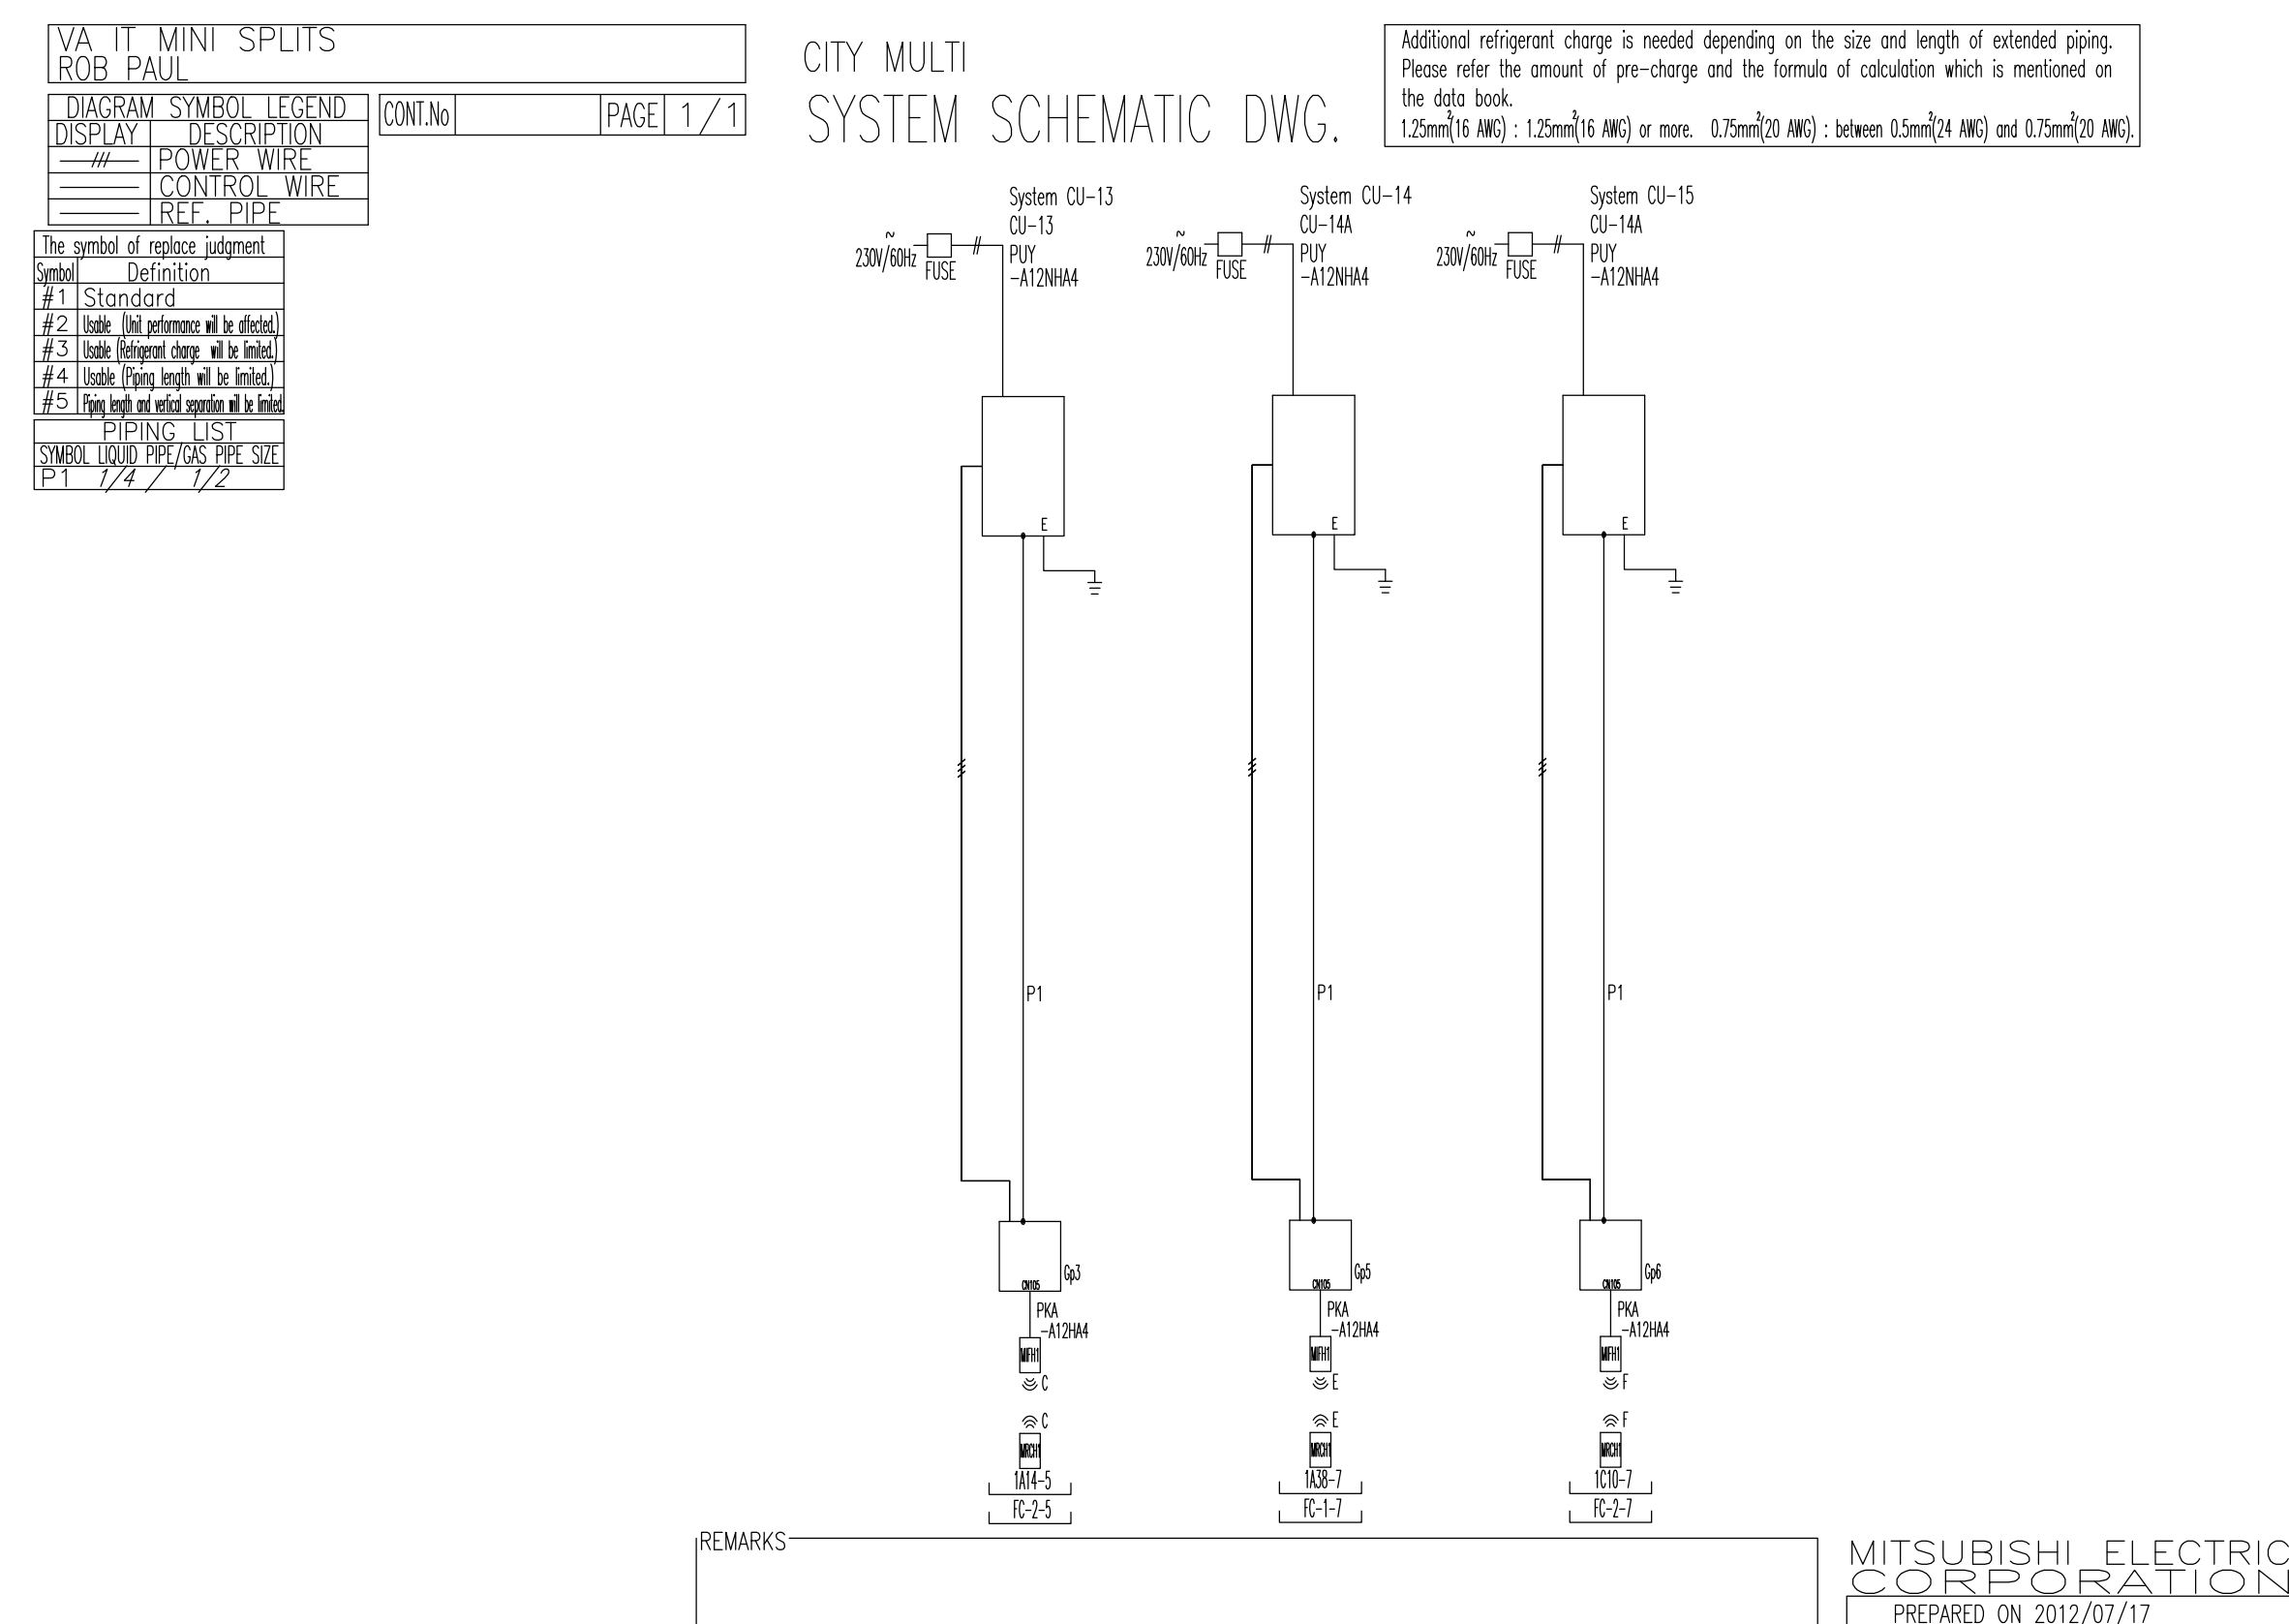 VA IT MINI SPLITS
ROB PAUL
DIAGRAM SYMBOL LEGEND
DISPLAY DESCRIPTION
POWER WIRE
CONTROL WIRE
REF. PIPE
CONT.No PAGE 1/1
CITY MULTI
SYSTEM SCHEMATIC DWG.
Additional refrigerant charge is needed depending on the size and length of extended piping.
Please refer the amount of pre-charge and the formula of calculation which is mentioned on
the data book.
1.25mm²(16 AWG) : 1.25mm²(16 AWG) or more. 0.75mm²(20 AWG) : between 0.5mm²(24 AWG) and 0.75mm²(20 AWG).
The symbol of replace judgment
Symbol Definition
#1 Standard
#2 Usable (Unit performance will be affected.)
#3 Usable (Refrigerant charge will be limited.)
#4 Usable (Piping length will be limited.)
#5 Piping length and vertical separation will be limited.
PIPING LIST
SYMBOL LIQUID PIPE/GAS PIPE SIZE
P1 1/4 / 1/2
System CU-13
CU-13
PUY
-A12NHA4
~
230V/60Hz
FUSE
E
P1
Gp3
CN105
PKA
-A12HA4
MIFH1
C
C
MRCH1
1A14-5
FC-2-5
System CU-14
CU-14A
PUY
-A12NHA4
~
230V/60Hz
FUSE
E
P1
Gp5
CN105
PKA
-A12HA4
MIFH1
E
E
MRCH1
1A38-7
FC-1-7
System CU-15
CU-14A
PUY
-A12NHA4
~
230V/60Hz
FUSE
E
P1
Gp6
CN105
PKA
-A12HA4
MIFH1
F
F
MRCH1
1C10-7
FC-2-7
REMARKS
MITSUBISHI ELECTRIC
CORPORATION
PREPARED ON 2012/07/17